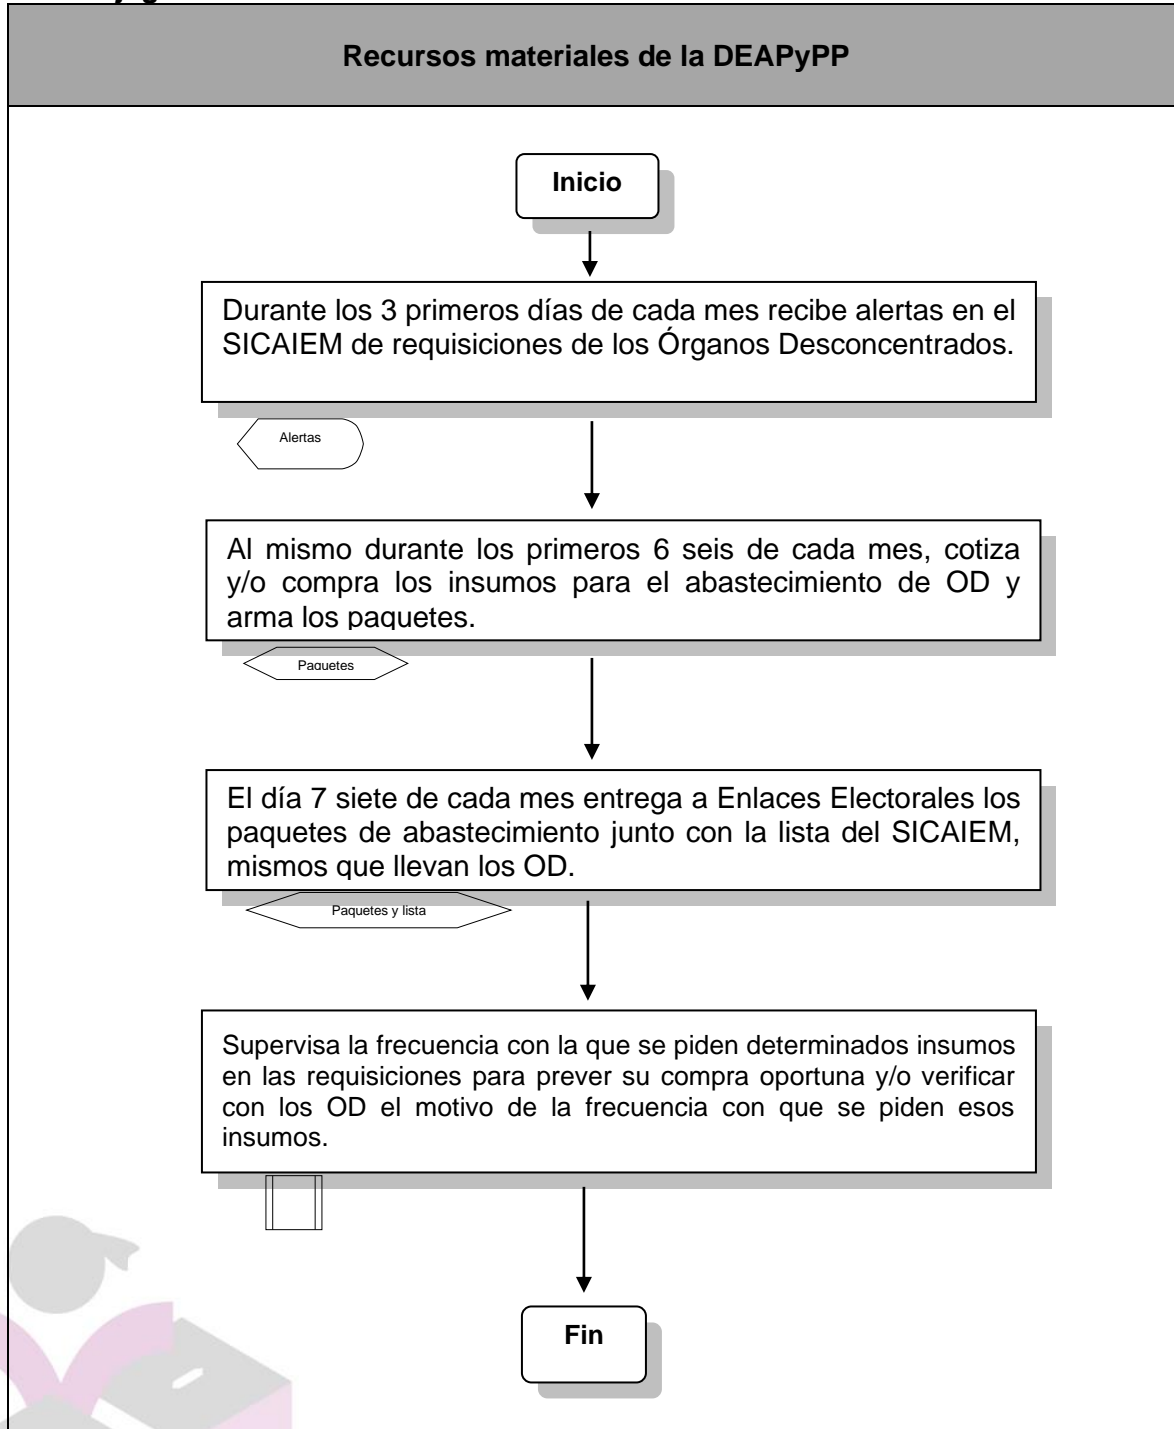 Recursos materiales de la DEAPyPP
Inicio
Durante los 3 primeros días de cada mes recibe alertas en el
SICAIEM de requisiciones de los Órganos Desconcentrados.
Alertas
Al mismo durante los primeros 6 seis de cada mes, cotiza
y/o compra los insumos para el abastecimiento de OD y
arma los paquetes.
Paquetes
El día 7 siete de cada mes entrega a Enlaces Electorales los
paquetes de abastecimiento junto con la lista del SICAIEM,
mismos que llevan los OD.
Paquetes y lista
Supervisa la frecuencia con la que se piden determinados insumos
en las requisiciones para prever su compra oportuna y/o verificar
con los OD el motivo de la frecuencia con que se piden esos
insumos.
Fin